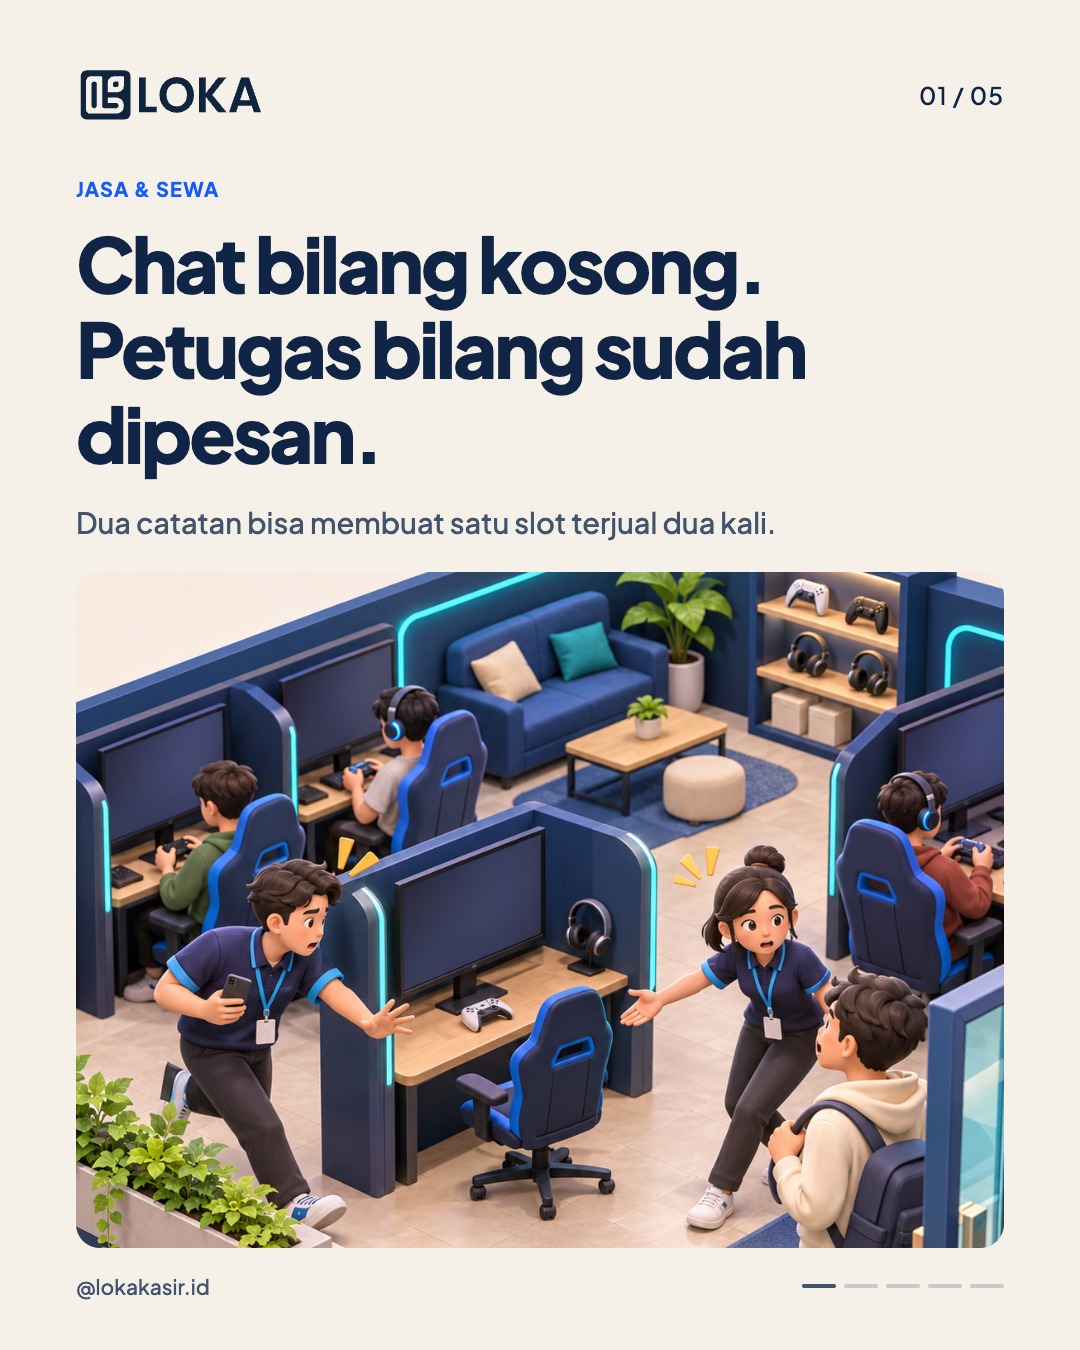 LOKA
01 / 05
JASA & SEWA
Chat bilang kosong.
Petugas bilang sudah
dipesan.
Dua catatan bisa membuat satu slot terjual dua kali.
@lokakasir.id